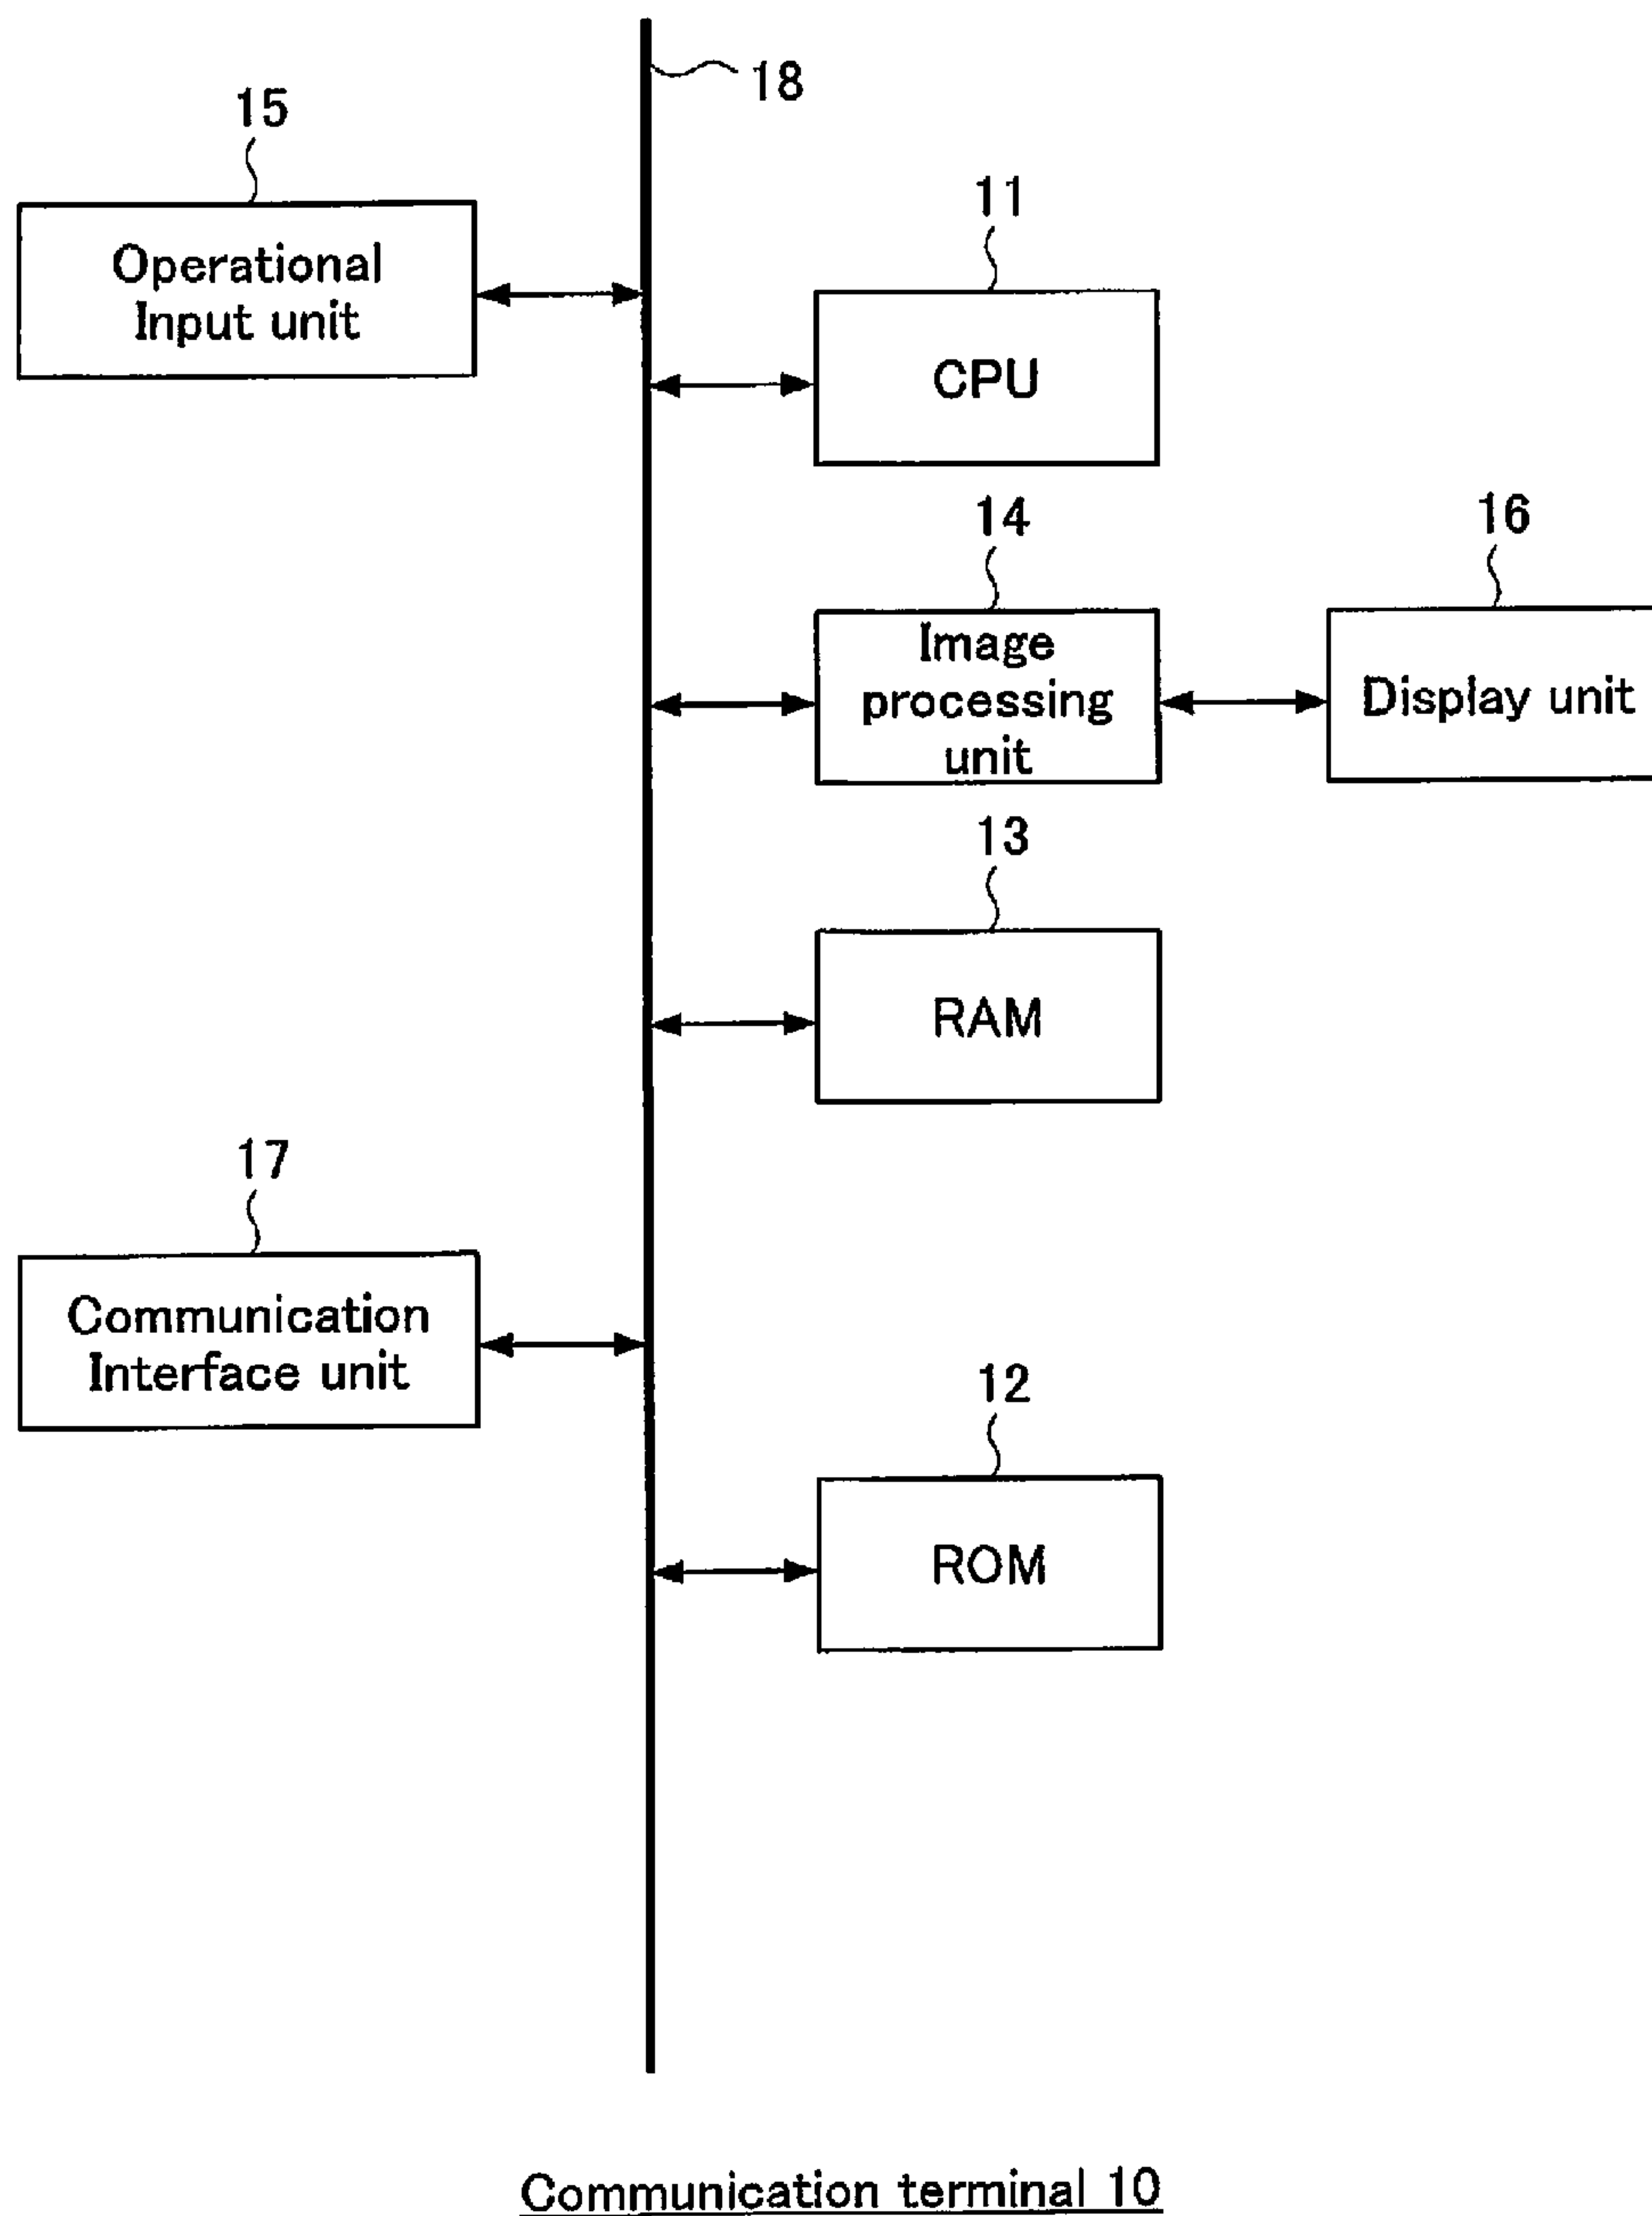 18
15
Operational
Input unit
11
CPU
14
Image
processing
unit
16
Display unit
13
RAM
17
Communication
Interface unit
12
ROM
Communication terminal 10